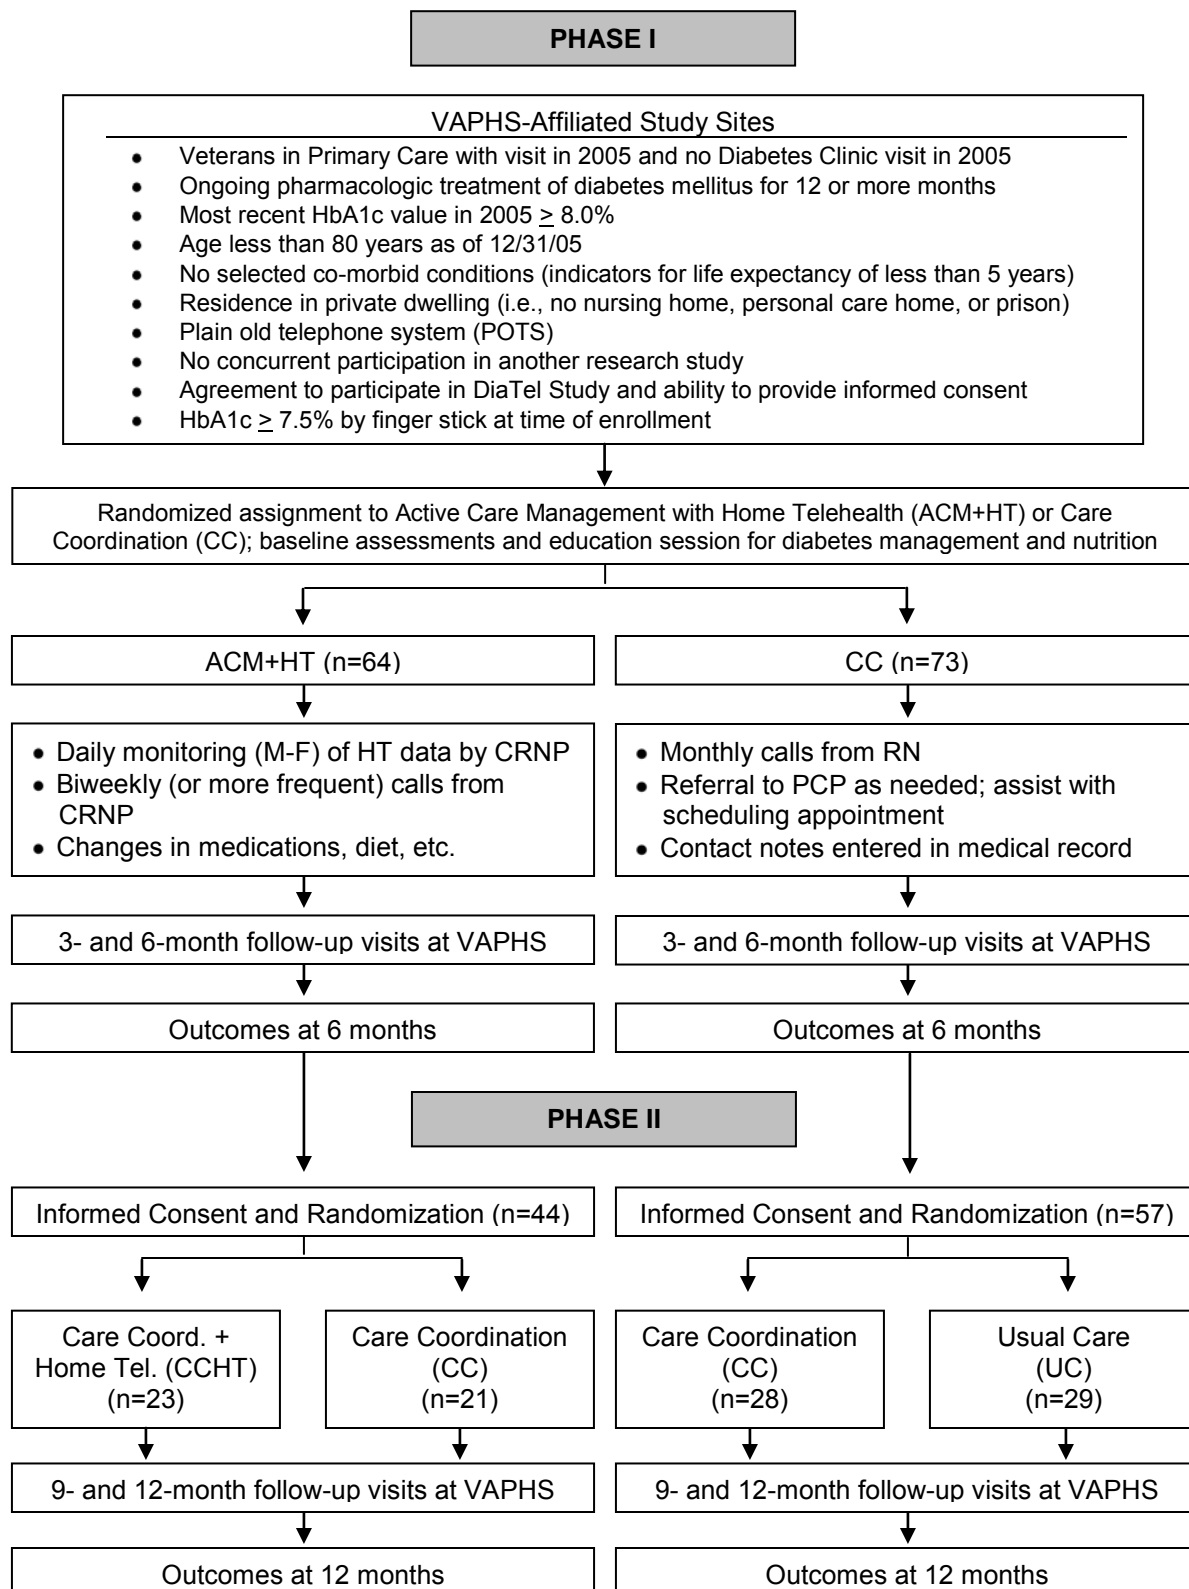 PHASE I
VAPHS-Affiliated Study Sites
• Veterans in Primary Care with visit in 2005 and no Diabetes Clinic visit in 2005
• Ongoing pharmacologic treatment of diabetes mellitus for 12 or more months
• Most recent HbA1c value in 2005 ≥ 8.0%
• Age less than 80 years as of 12/31/05
• No selected co-morbid conditions (indicators for life expectancy of less than 5 years)
• Residence in private dwelling (i.e., no nursing home, personal care home, or prison)
• Plain old telephone system (POTS)
• No concurrent participation in another research study
• Agreement to participate in DiaTel Study and ability to provide informed consent
• HbA1c ≥ 7.5% by finger stick at time of enrollment
Randomized assignment to Active Care Management with Home Telehealth (ACM+HT) or Care
Coordination (CC); baseline assessments and education session for diabetes management and nutrition
ACM+HT (n=64)
• Daily monitoring (M-F) of HT data by CRNP
• Biweekly (or more frequent) calls from
CRNP
• Changes in medications, diet, etc.
3- and 6-month follow-up visits at VAPHS
Outcomes at 6 months
CC (n=73)
• Monthly calls from RN
• Referral to PCP as needed; assist with
scheduling appointment
• Contact notes entered in medical record
3- and 6-month follow-up visits at VAPHS
Outcomes at 6 months
PHASE II
Informed Consent and Randomization (n=44)
Care Coord. +
Home Tel. (CCHT)
(n=23)
Care Coordination
(CC)
(n=21)
9- and 12-month follow-up visits at VAPHS
Outcomes at 12 months
Informed Consent and Randomization (n=57)
Care Coordination
(CC)
(n=28)
Usual Care
(UC)
(n=29)
9- and 12-month follow-up visits at VAPHS
Outcomes at 12 months